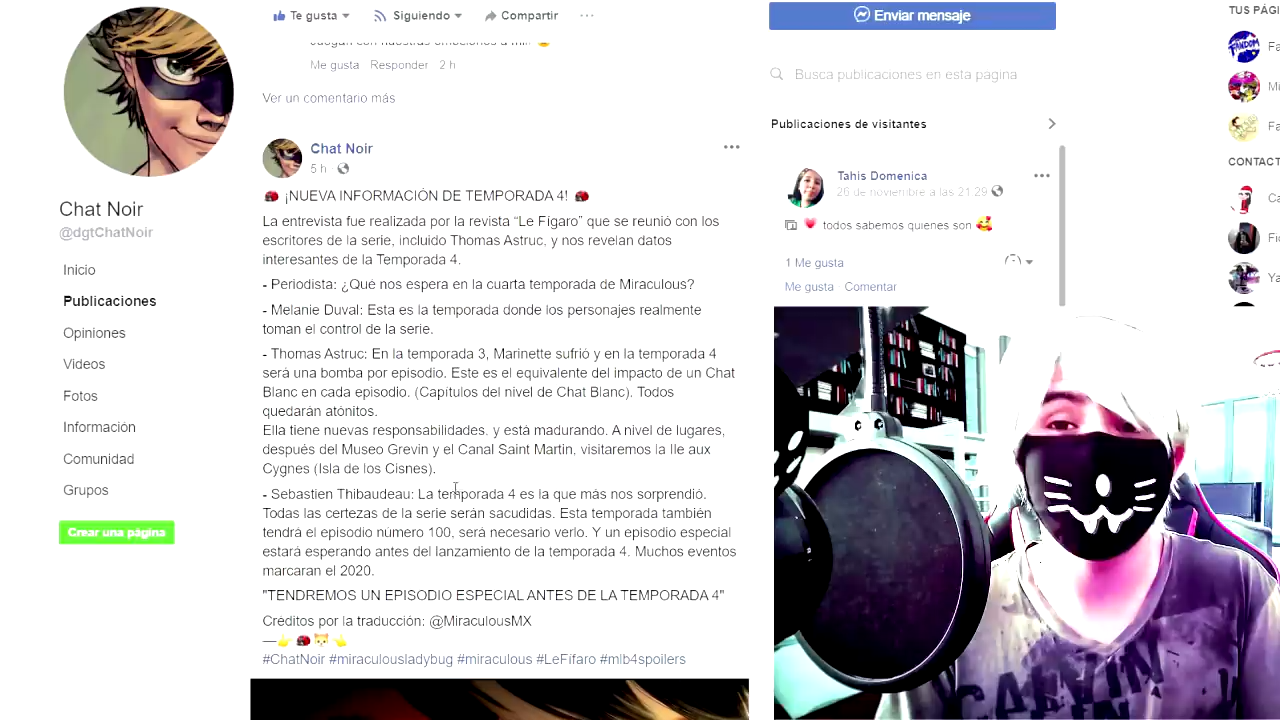 Te gusta
Siguiendo
Compartir
Enviar mensaje
TUS PÁGI
Me gusta Responder 2 h
Ver un comentario más
Busca publicaciones en esta página
Publicaciones de visitantes
Tahis Domenica
26 de noviembre a las 21:29
todos sabemos quienes son
1 Me gusta
Me gusta Comentar
FANDOM
Fa
Mi
Fa
CONTACT
Ca
Fic
Ya
Chat Noir
@dgtChatNoir
Inicio
Publicaciones
Opiniones
Videos
Fotos
Información
Comunidad
Grupos
Crear una página
Chat Noir
5 h
¡NUEVA INFORMACIÓN DE TEMPORADA 4!
La entrevista fue realizada por la revista “Le Fígaro” que se reunió con los
escritores de la serie, incluido Thomas Astruc, y nos revelan datos
interesantes de la Temporada 4.
- Periodista: ¿Qué nos espera en la cuarta temporada de Miraculous?
- Melanie Duval: Esta es la temporada donde los personajes realmente
toman el control de la serie.
- Thomas Astruc: En la temporada 3, Marinette sufrió y en la temporada 4
será una bomba por episodio. Este es el equivalente del impacto de un Chat
Blanc en cada episodio. (Capítulos del nivel de Chat Blanc). Todos
quedarán atónitos.
Ella tiene nuevas responsabilidades, y está madurando. A nivel de lugares,
después del Museo Grevin y el Canal Saint Martin, visitaremos la Ile aux
Cygnes (Isla de los Cisnes).
- Sebastien Thibaudeau: La temporada 4 es la que más nos sorprendió.
Todas las certezas de la serie serán sacudidas. Esta temporada también
tendrá el episodio número 100, será necesario verlo. Y un episodio especial
estará esperando antes del lanzamiento de la temporada 4. Muchos eventos
marcaran el 2020.
"TENDREMOS UN EPISODIO ESPECIAL ANTES DE LA TEMPORADA 4"
Créditos por la traducción: @MiraculousMX
#ChatNoir #miraculousladybug #miraculous #LeFífaro #mlb4spoilers